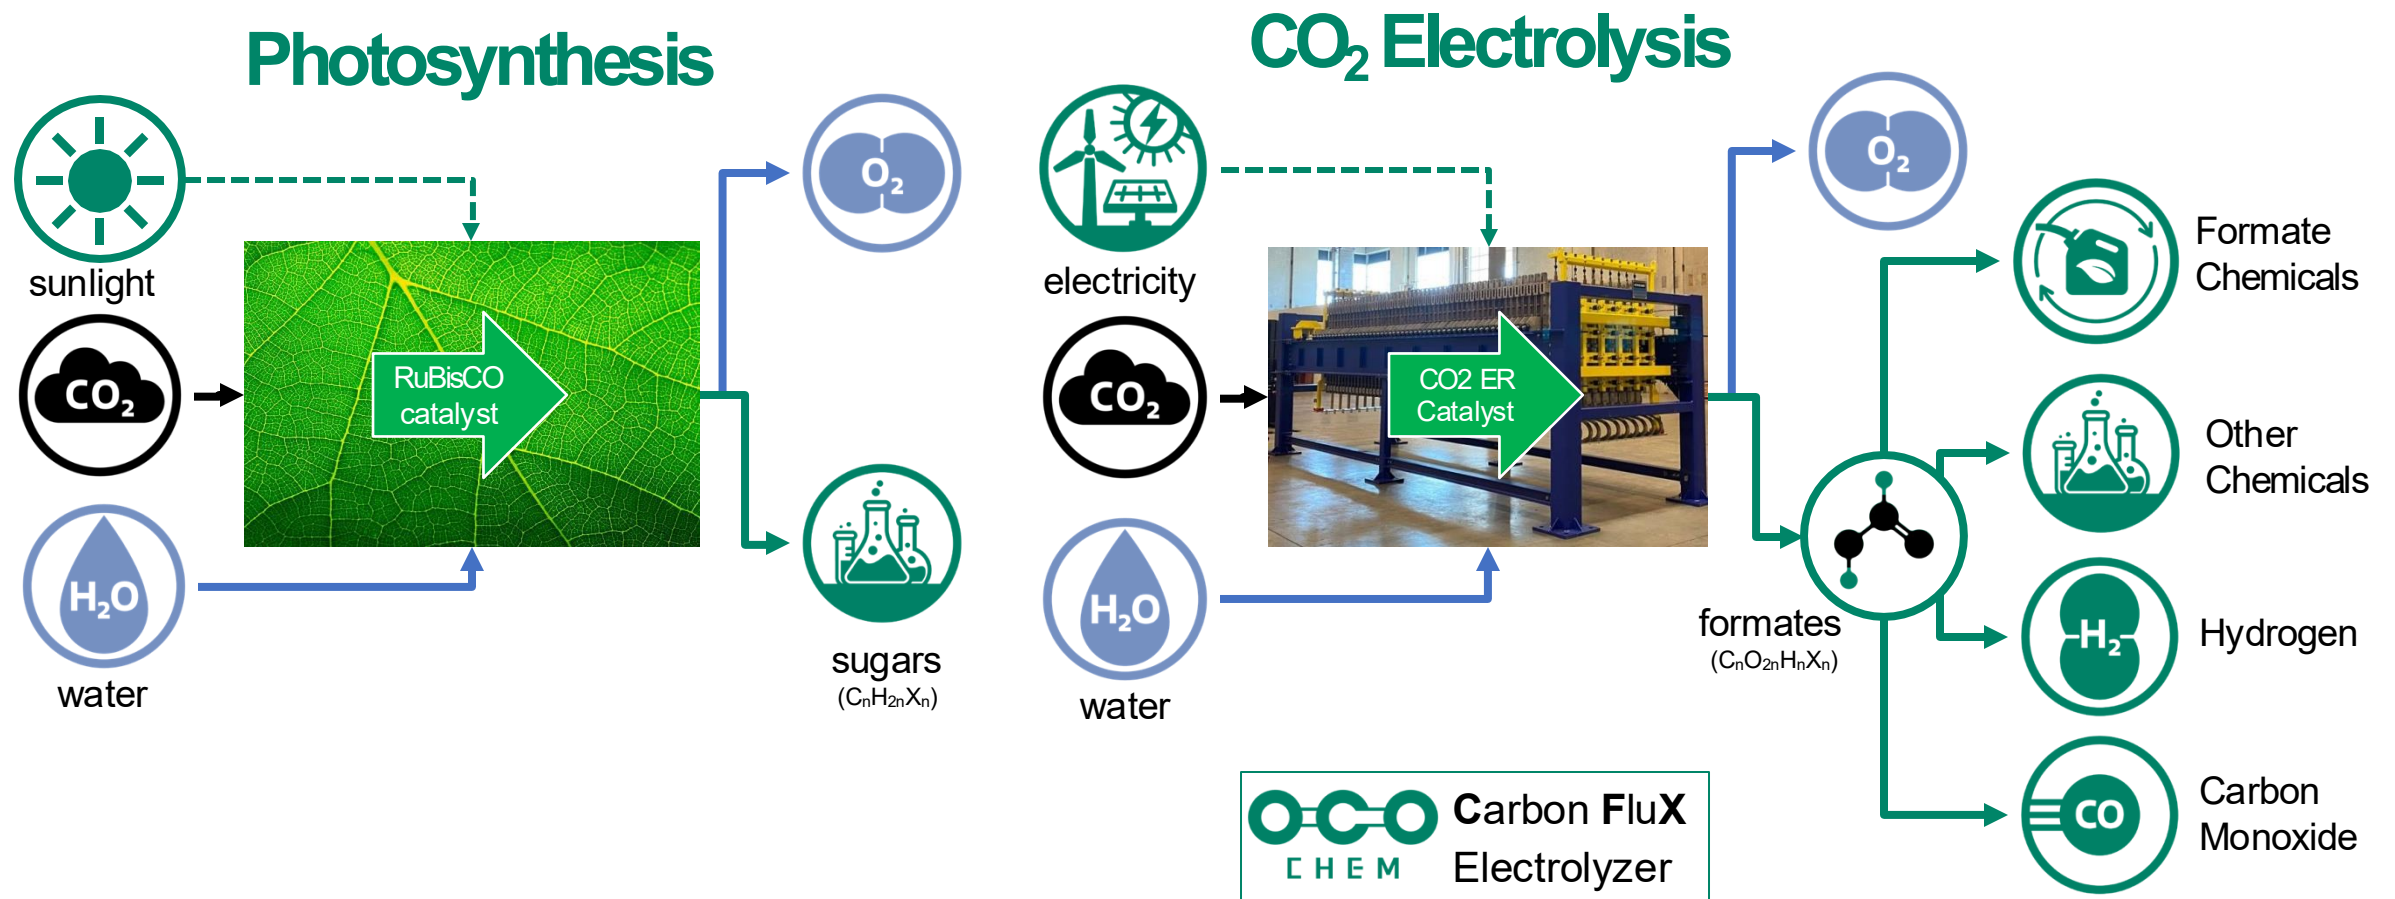 Photosynthesis
sunlight
CO₂
H₂O
water
RuBisCO
catalyst
O₂
sugars
(CₙH₂ₙXₙ)
CO₂ Electrolysis
electricity
CO₂
H₂O
water
CO2 ER
Catalyst
O₂
formates
(CₙO₂ₙHₙXₙ)
Formate
Chemicals
Other
Chemicals
H₂
Hydrogen
CO
Carbon
Monoxide
OCO
CHEM
Carbon FluX
Electrolyzer